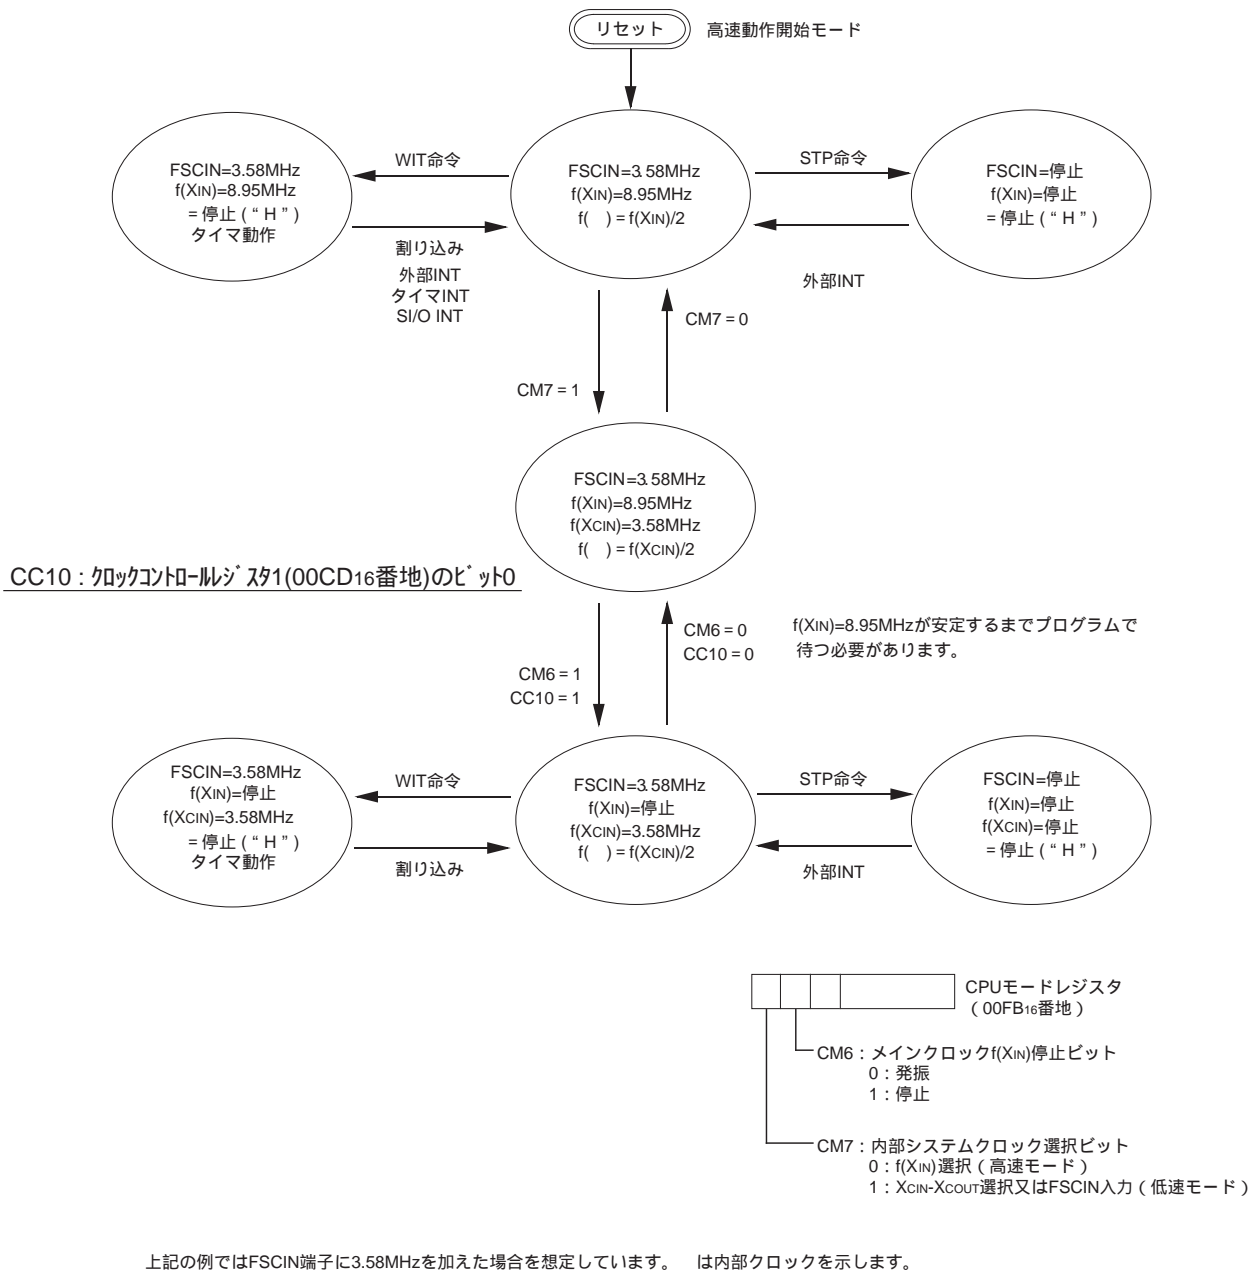 リセット
高速動作開始モード
FSCIN=3.58MHz
f(XIN)=8.95MHz
= 停止 ( “ H ” )
タイマ動作
WIT命令
割り込み
外部INT
タイマINT
SI/O INT
FSCIN=3.58MHz
f(XIN)=8.95MHz
f(　) = f(XIN)/2
STP命令
外部INT
FSCIN=停止
f(XIN)=停止
= 停止 ( “ H ” )
CM7 = 0
CM7 = 1
FSCIN=3.58MHz
f(XIN)=8.95MHz
f(XCIN)=3.58MHz
f(　) = f(XCIN)/2
CC10 : クロックコントロールレジスタ1(00CD16番地)のビット0
CM6 = 0
CC10 = 0
f(XIN)=8.95MHzが安定するまでプログラムで
待つ必要があります。
CM6 = 1
CC10 = 1
FSCIN=3.58MHz
f(XIN)=停止
f(XCIN)=3.58MHz
= 停止 ( “ H ” )
タイマ動作
WIT命令
割り込み
FSCIN=3.58MHz
f(XIN)=停止
f(XCIN)=3.58MHz
f(　) = f(XCIN)/2
STP命令
外部INT
FSCIN=停止
f(XIN)=停止
f(XCIN)=停止
= 停止 ( “ H ” )
CPUモードレジスタ
( 00FB16番地 )
CM6 : メインクロックf(XIN)停止ビット
0 : 発振
1 : 停止
CM7 : 内部システムクロック選択ビット
0 : f(XIN)選択 ( 高速モード )
1 : XCIN-XCOUT選択又はFSCIN入力 ( 低速モード )
上記の例ではFSCIN端子に3.58MHzを加えた場合を想定しています。　は内部クロックを示します。